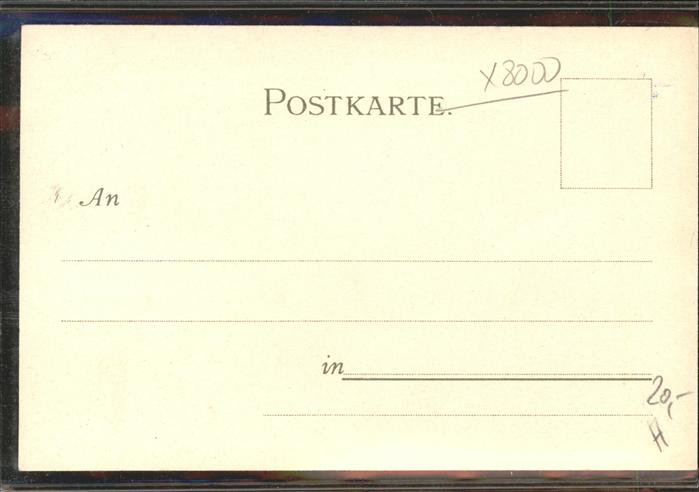 x8000
POSTKARTE.
An
in
20,-
H